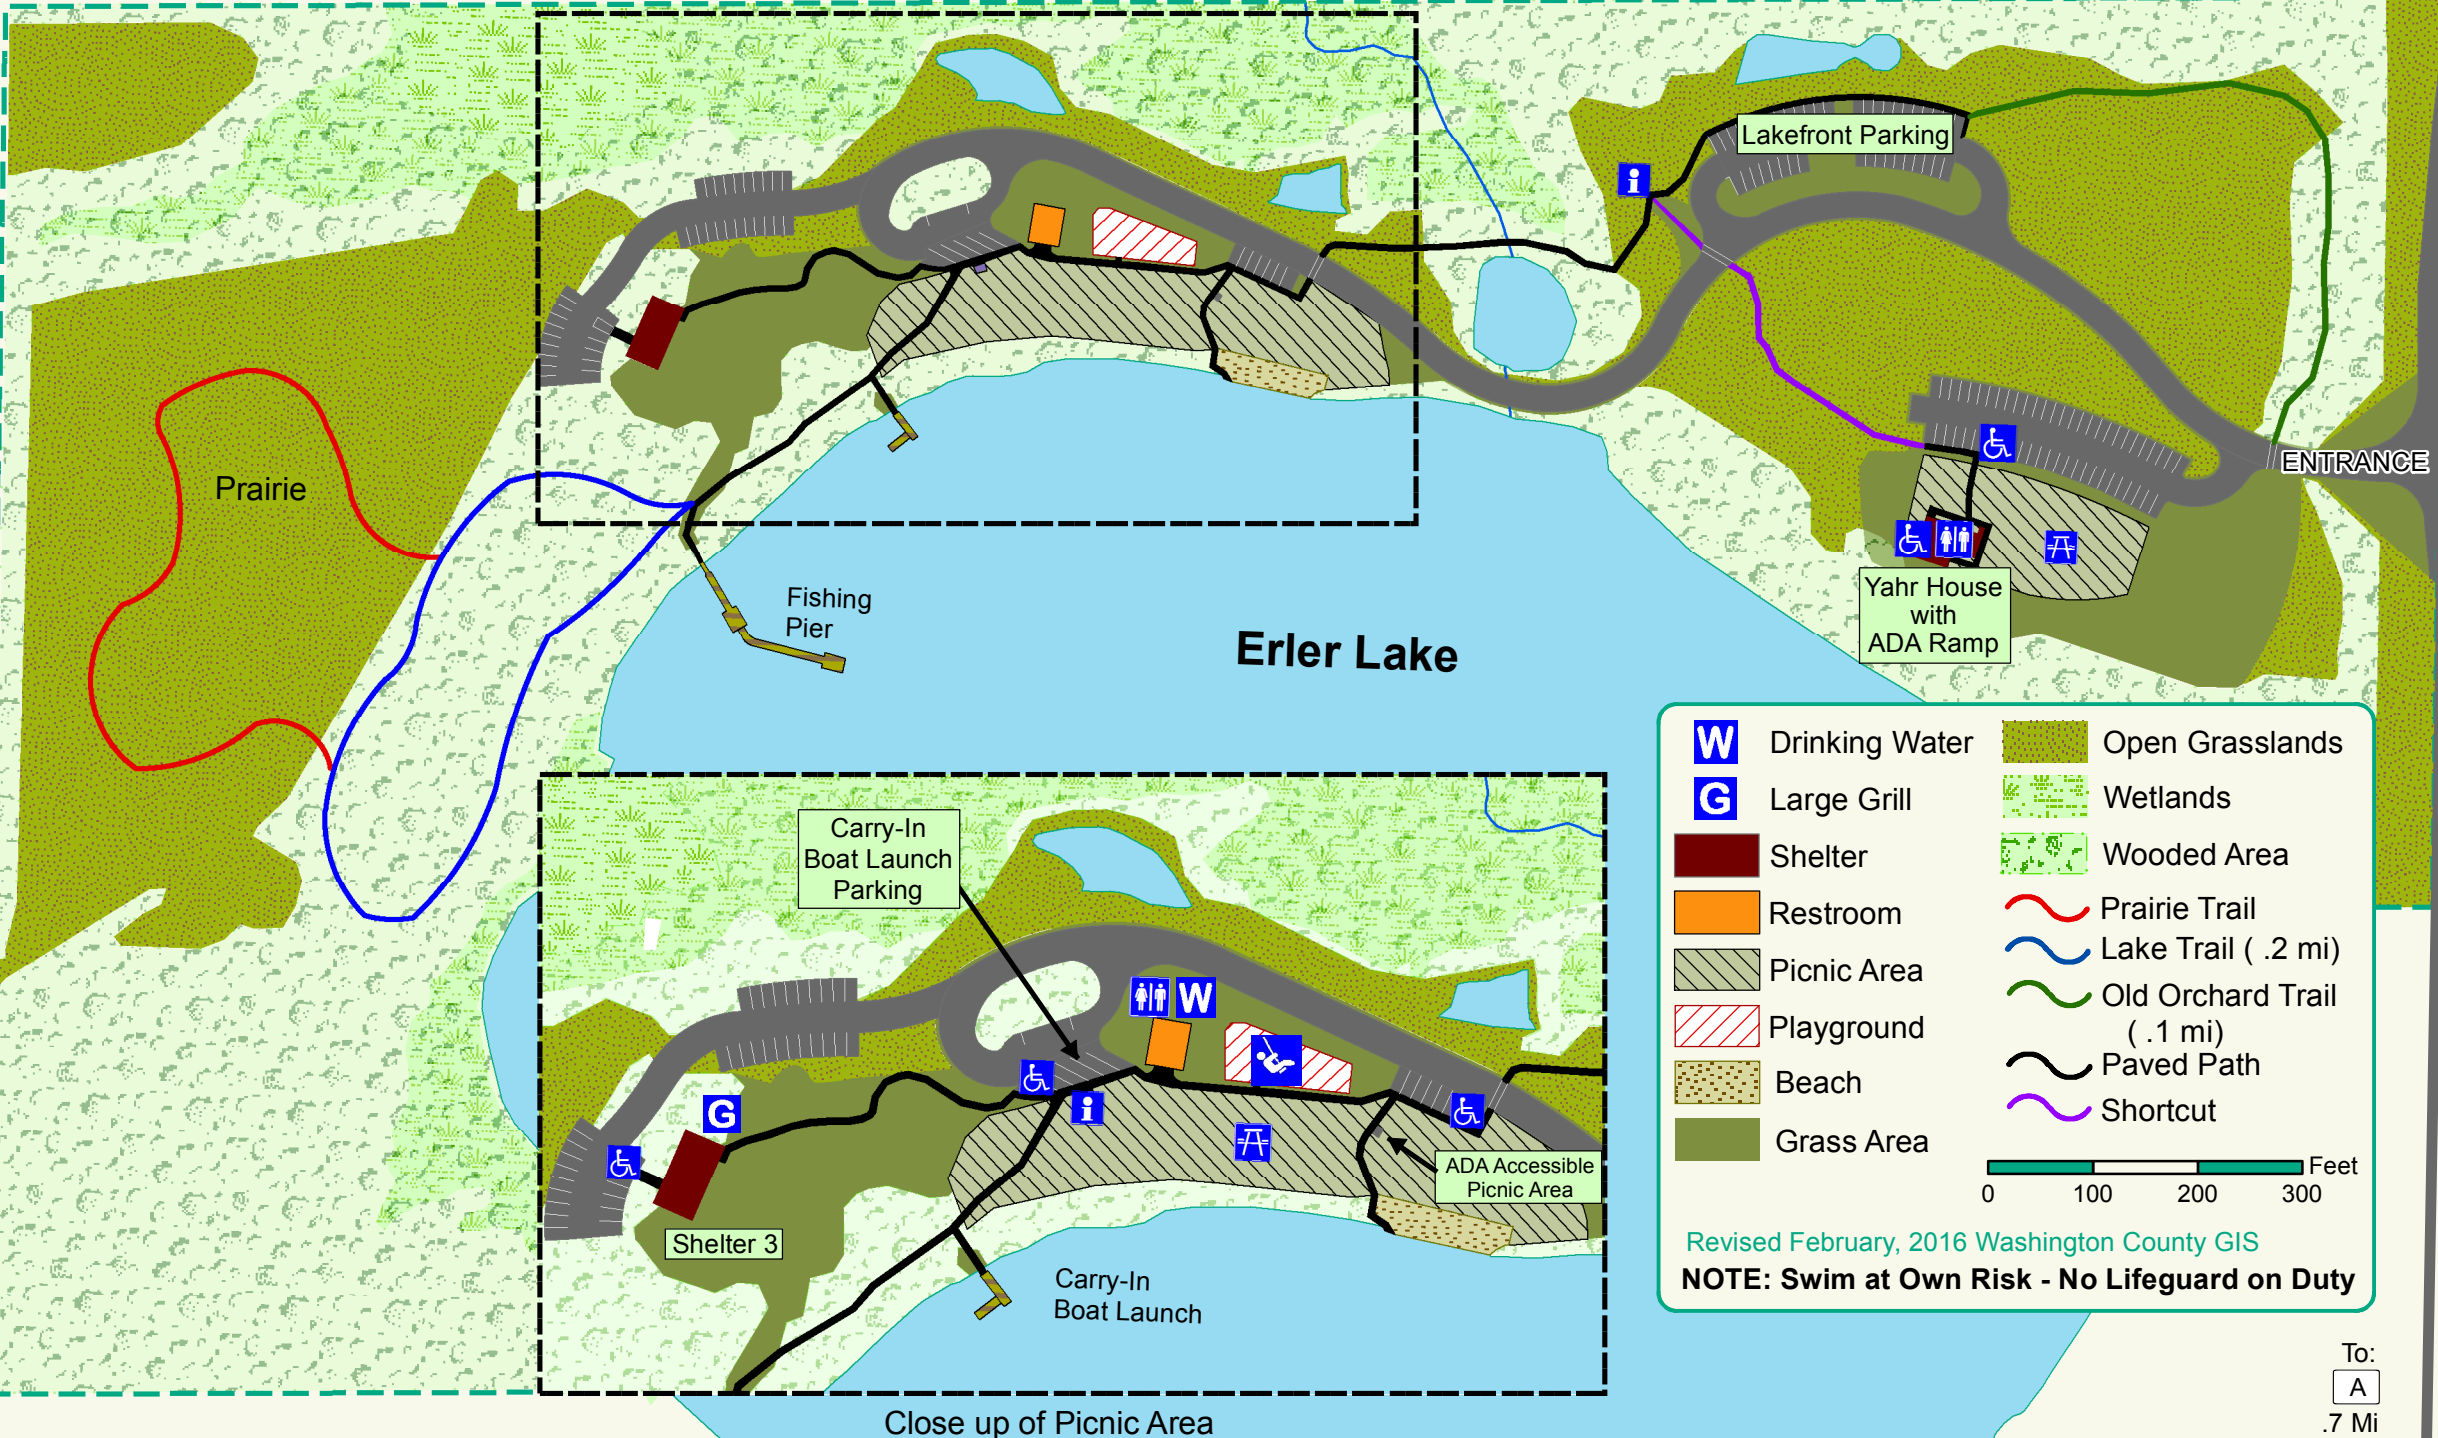 Lakefront Parking
i
ENTRANCE
Prairie
Fishing
Pier
Erler Lake
Yahr House
with
ADA Ramp
Carry-In
Boat Launch
Parking
W
G
i
ADA Accessible
Picnic Area
Shelter 3
Carry-In
Boat Launch
Close up of Picnic Area
W Drinking Water
G Large Grill
Shelter
Restroom
Picnic Area
Playground
Beach
Grass Area
Open Grasslands
Wetlands
Wooded Area
Prairie Trail
Lake Trail ( .2 mi)
Old Orchard Trail
( .1 mi)
Paved Path
Shortcut
Feet
0 100 200 300
Revised February, 2016 Washington County GIS
NOTE: Swim at Own Risk - No Lifeguard on Duty
To:
A
.7 Mi